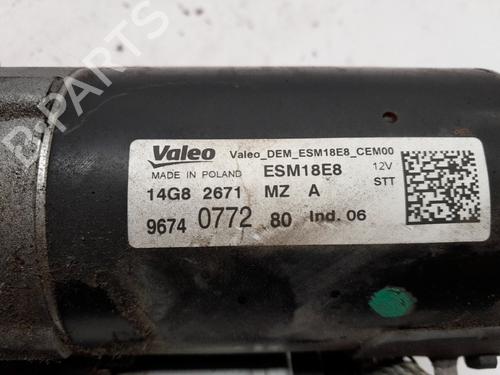 B-PARTS
Valeo Valeo_DEM_ESM18E8_CEM00
MADE IN POLAND ESM18E8 12V
14G8 2671 MZ A STT
9674 0772 80 Ind. 06